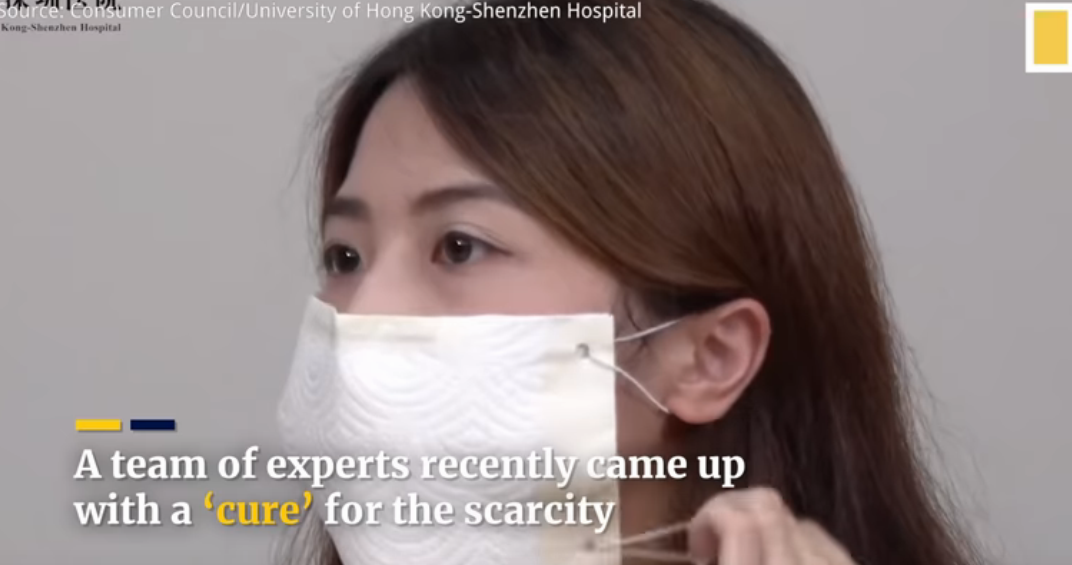 Source: Consumer Council/University of Hong Kong-Shenzhen Hospital
Kong-Shenzhen Hospital
A team of experts recently came up
with a ‘cure’ for the scarcity